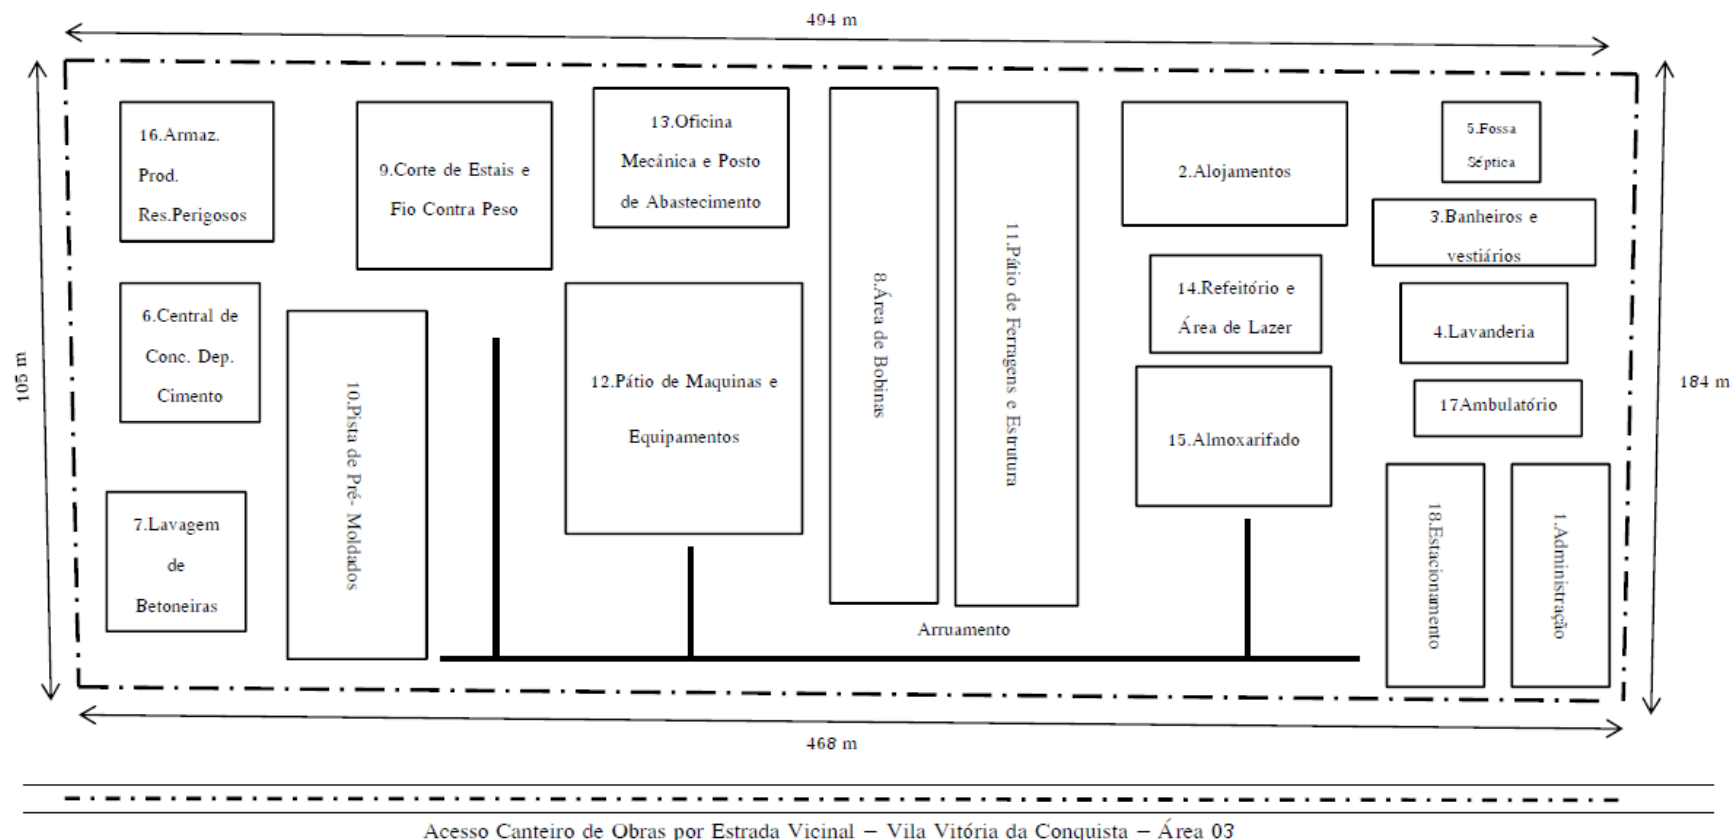 494 m
16.Armaz.
Prod.
Res.Perigosos
9.Corte de Estais e
Fio Contra Peso
13.Oficina
Mecânica e Posto
de Abastecimento
2.Alojamentos
5.Fossa
Séptica
3.Banheiros e
vestiários
14.Refeitório e
Área de Lazer
4.Lavanderia
17Ambulatório
6.Central de
Conc. Dep.
Cimento
10.Pista de Pré- Moldados
12.Pátio de Maquinas e
Equipamentos
8.Área de Bobinas
11.Pátio de Ferragens e Estrutura
15.Almoxarifado
105 m
184 m
7.Lavagem
de
Betoneiras
18.Estacionamento
1.Administração
Arruamento
468 m
Acesso Canteiro de Obras por Estrada Vicinal – Vila Vitória da Conquista – Área 03